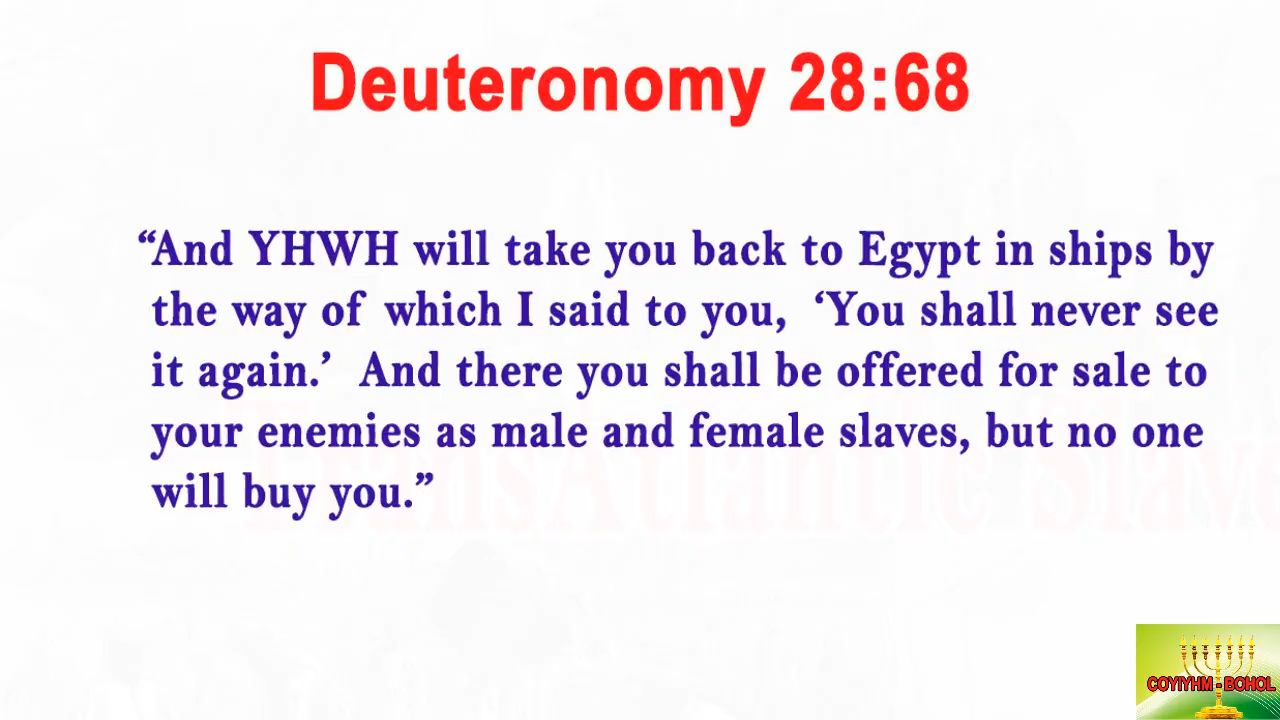 Deuteronomy 28:68
“And YHWH will take you back to Egypt in ships by
the way of which I said to you, ‘You shall never see
it again.’ And there you shall be offered for sale to
your enemies as male and female slaves, but no one
will buy you.”
TransAtlantic Slave
COYIYHM - BOHOL